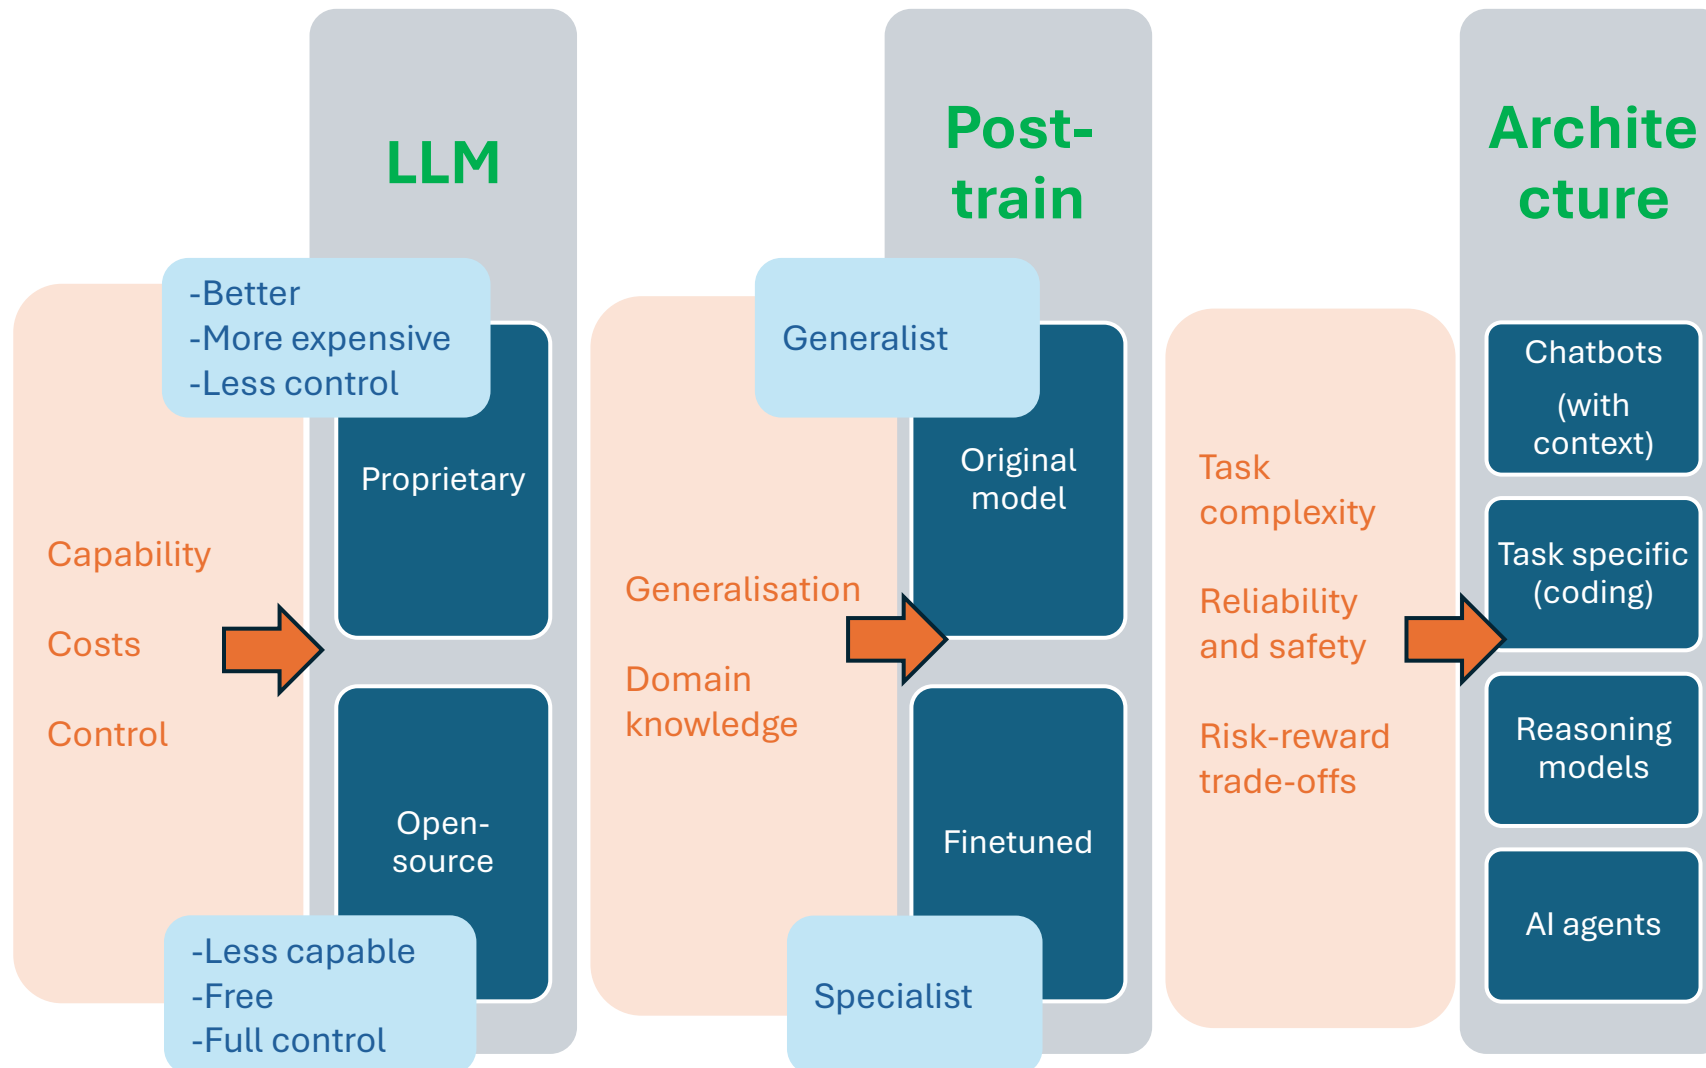 LLM
-Better
-More expensive
-Less control
Proprietary
Capability
Costs
Control
Open-
source
-Less capable
-Free
-Full control
Post-
train
Generalist
Original
model
Generalisation
Domain
knowledge
Finetuned
Specialist
Archite
cture
Task
complexity
Reliability
and safety
Risk-reward
trade-offs
Chatbots
(with
context)
Task specific
(coding)
Reasoning
models
AI agents